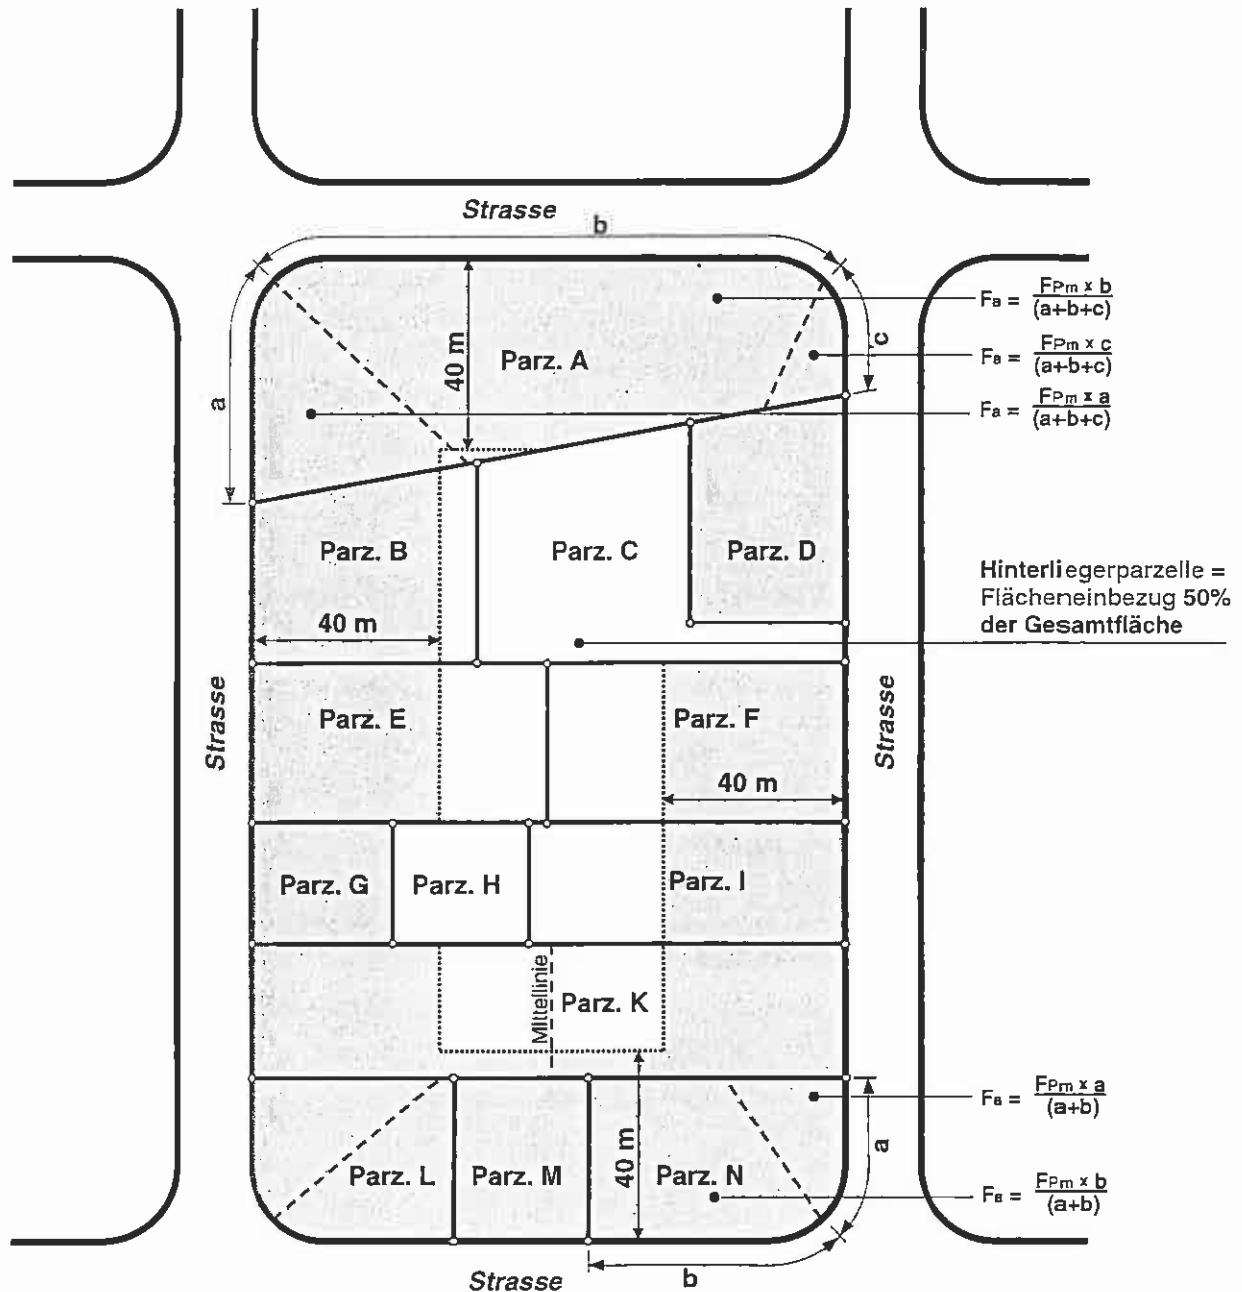 Strasse
b
40 m
Parz. A
a
c
Fa = FPm x b
(a+b+c)
Fa = FPm x c
(a+b+c)
Fa = FPm x a
(a+b+c)
Parz. B
Parz. C
Parz. D
40 m
Hinterliegerparzelle =
Flächeneinbezug 50%
der Gesamtfläche
Strasse
Parz. E
Parz. F
Strasse
40 m
Parz. G
Parz. H
Parz. I
Mittellinie
Parz. K
40 m
Fa = FPm x a
(a+b)
a
Parz. L
Parz. M
Parz. N
Fa = FPm x b
(a+b)
Strasse
b